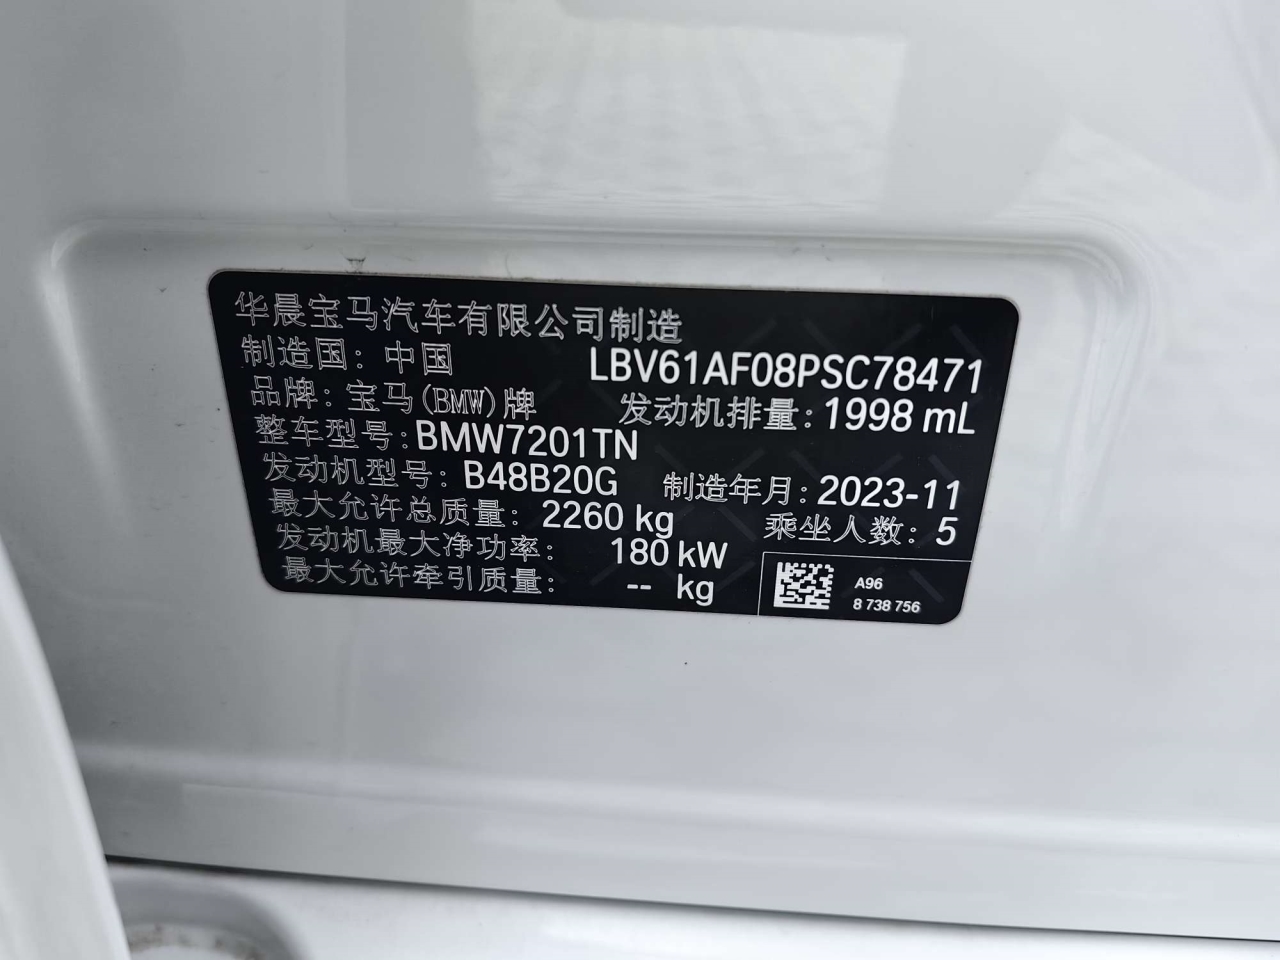 华晨宝马汽车有限公司制造
制造国：中国 LBV61AF08PSC78471
品牌：宝马(BMW)牌 发动机排量：1998 mL
整车型号：BMW7201TN
发动机型号：B48B20G 制造年月：2023-11
最大允许总质量：2260 kg 乘坐人数：5
发动机最大净功率：180 kW
最大允许牵引质量：-- kg
A96
8 738 756